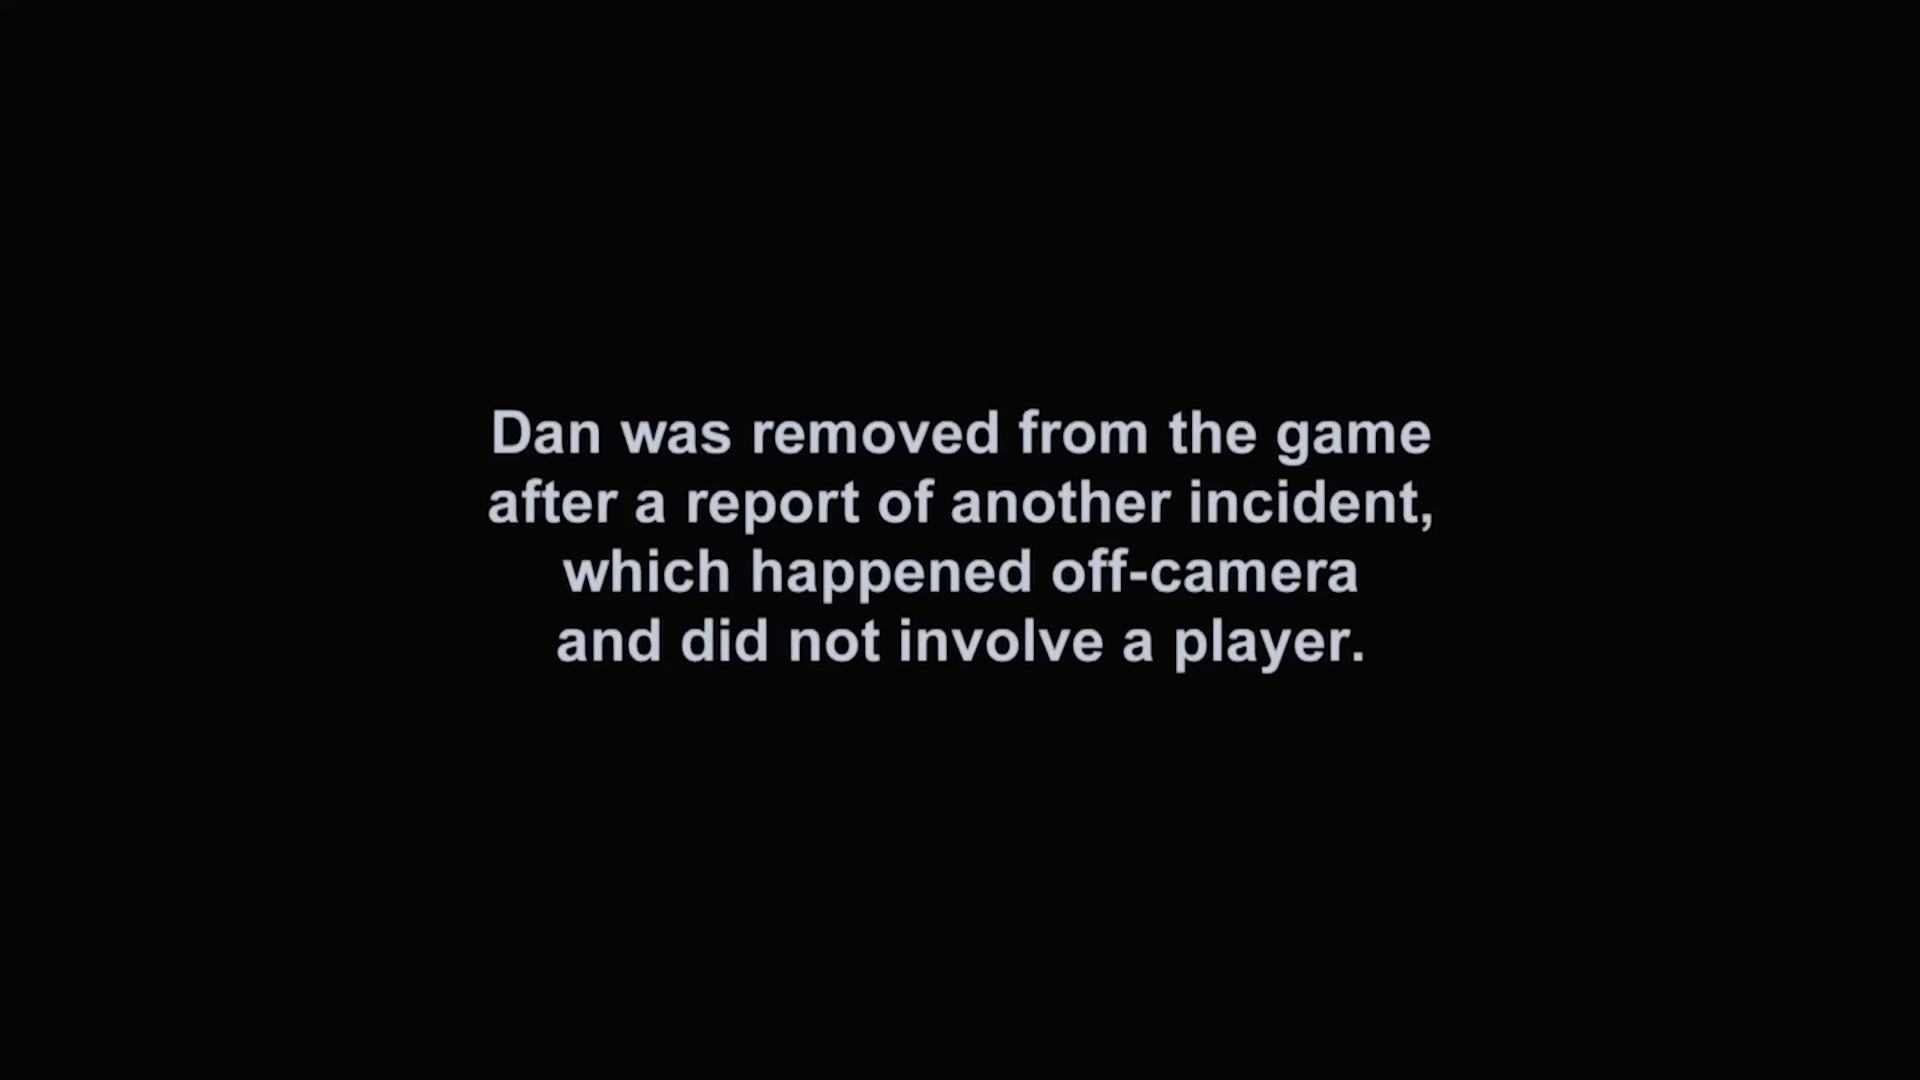 Dan was removed from the game
after a report of another incident,
which happened off-camera
and did not involve a player.